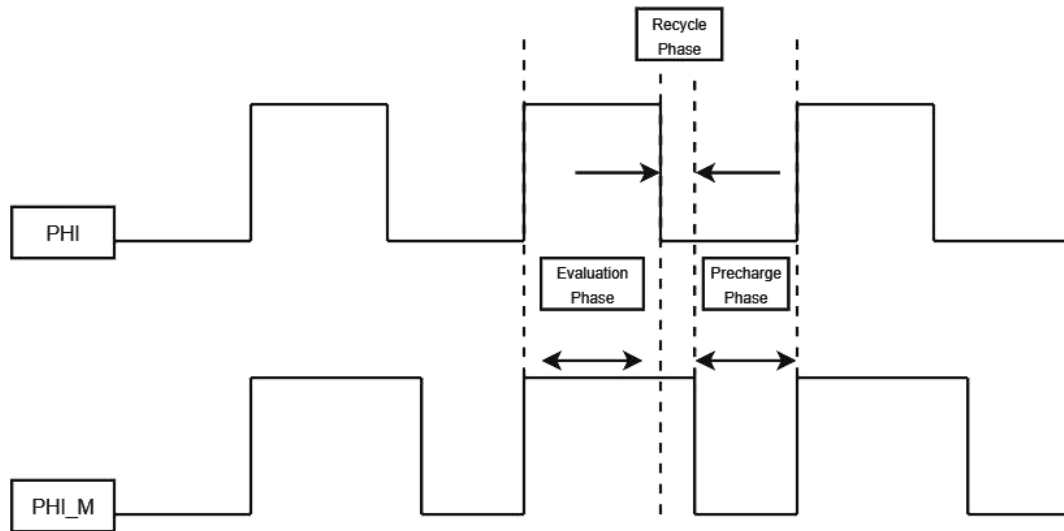 Recycle
Phase
PHI
Evaluation
Phase
Precharge
Phase
PHI_M